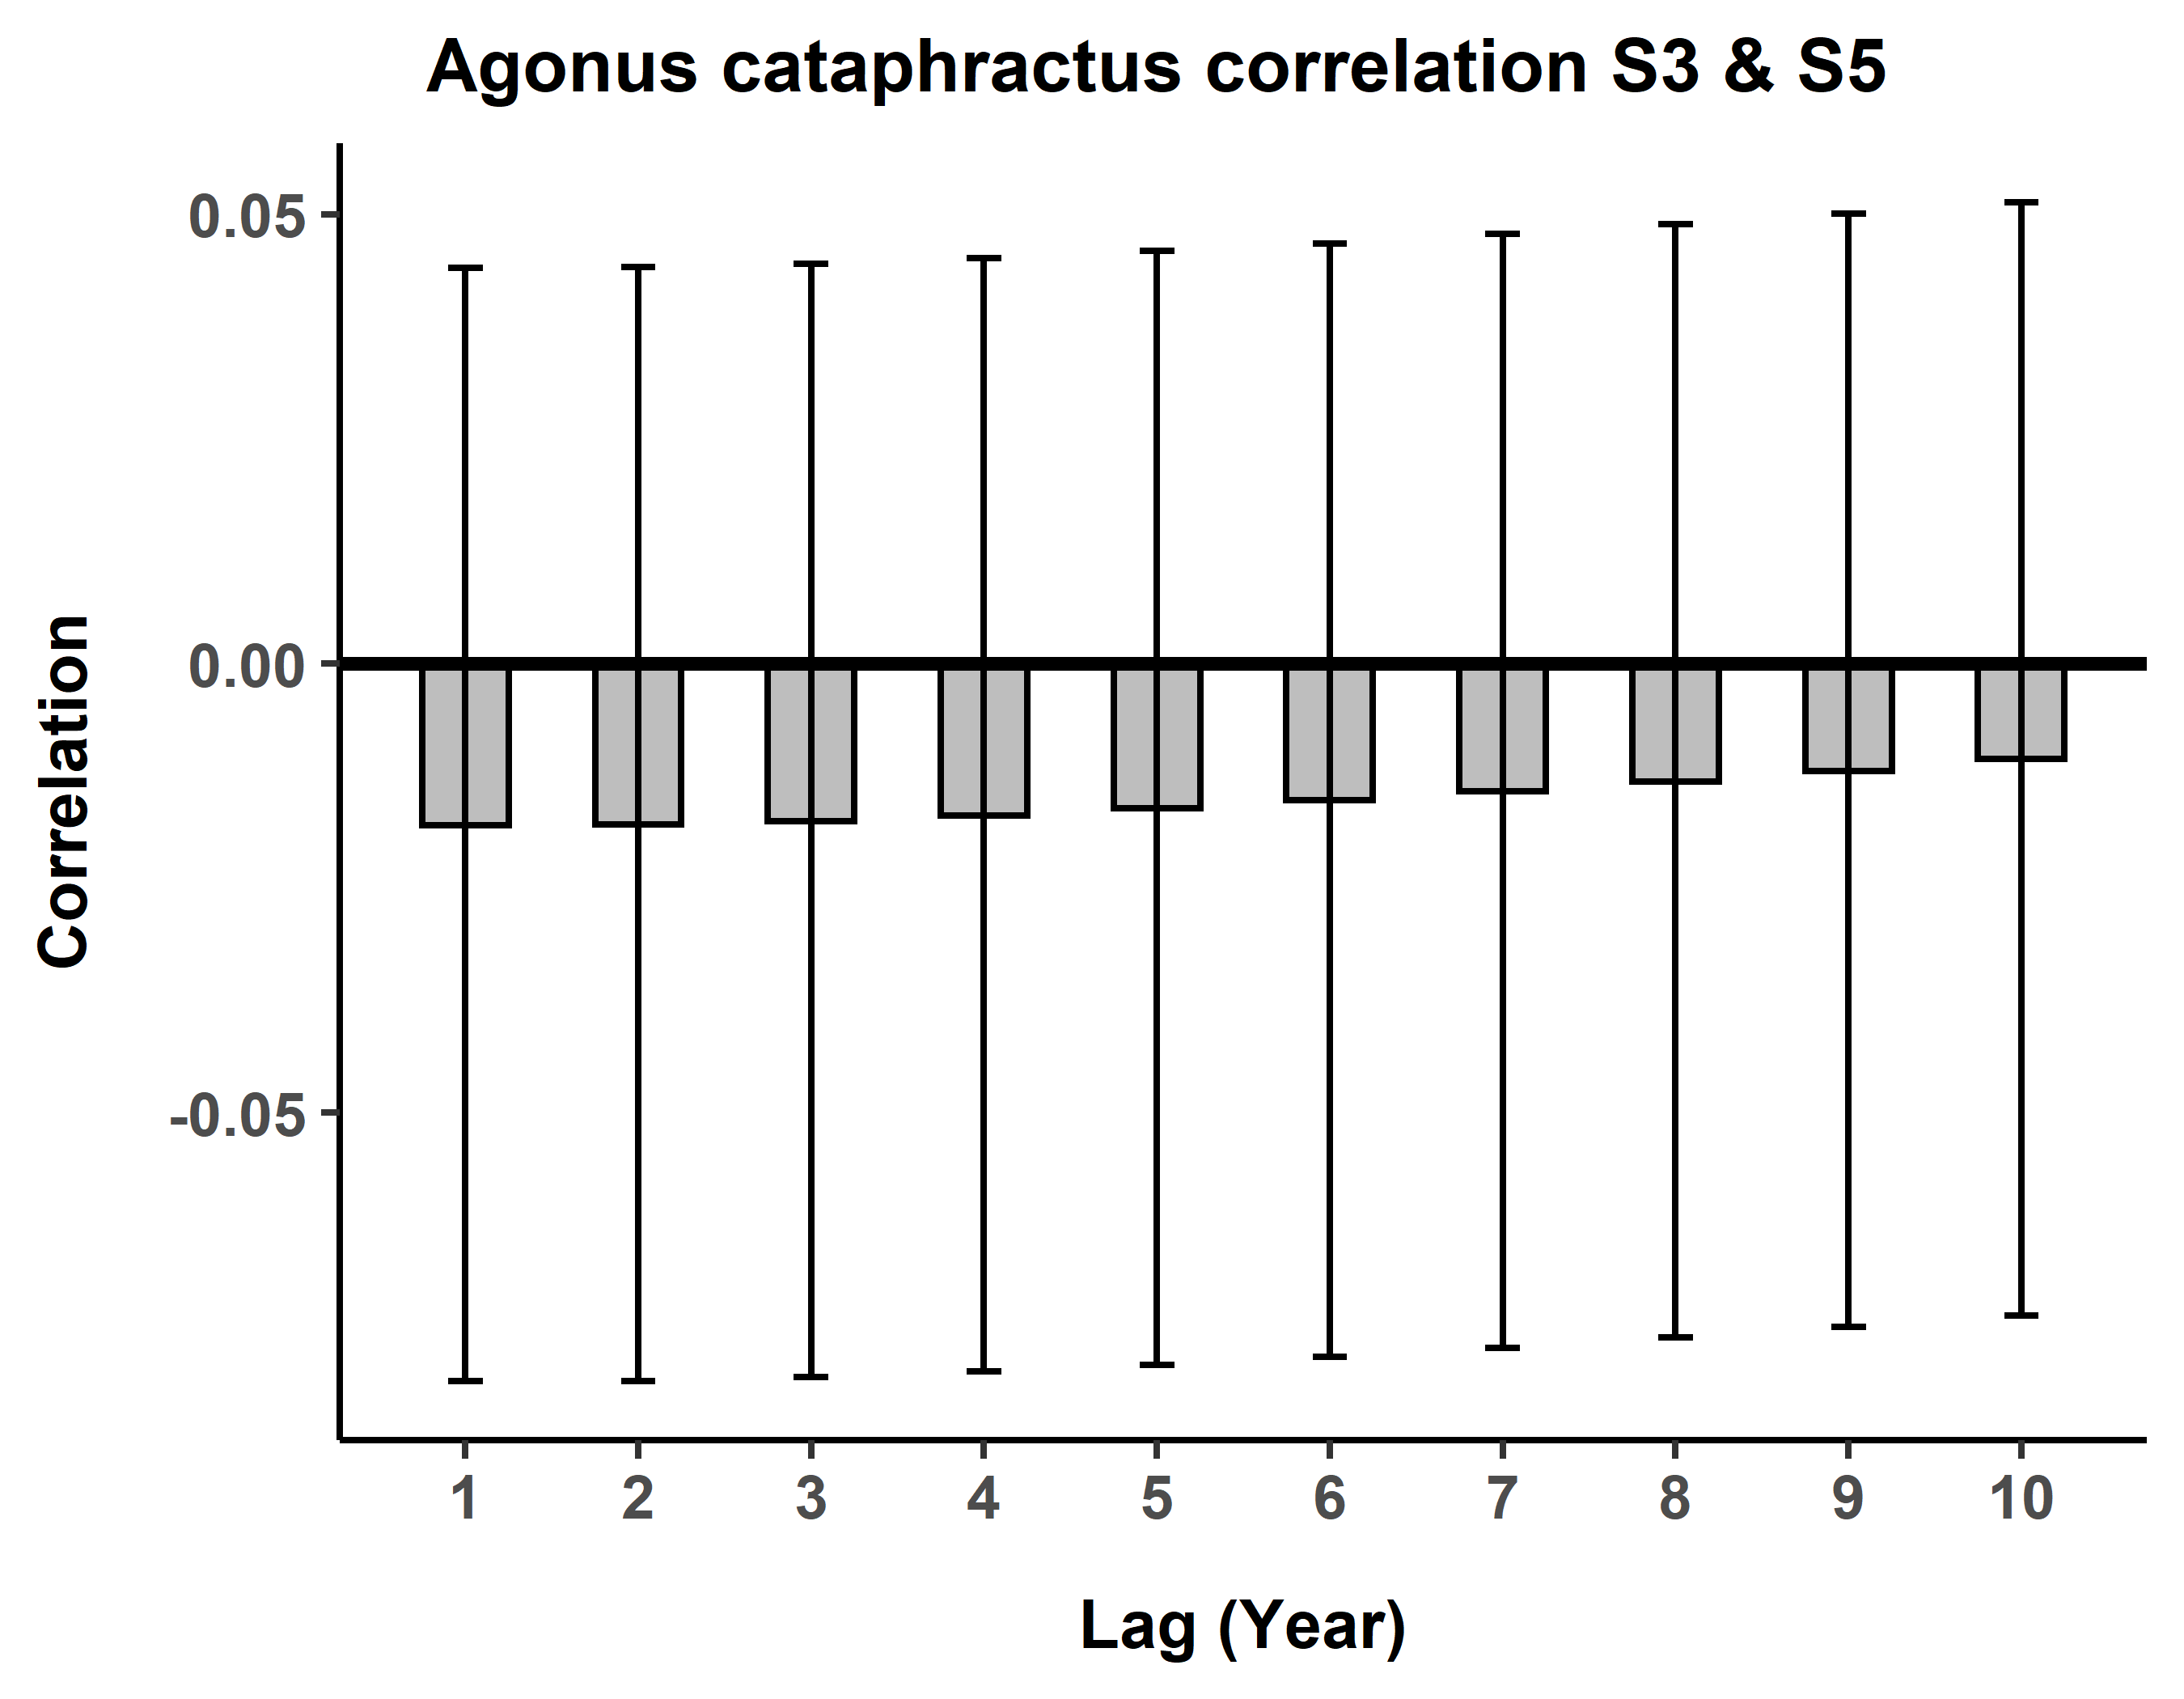 Agonus cataphractus correlation S3 & S5
0.05
0.00
-0.05
Correlation
1 2 3 4 5 6 7 8 9 10
Lag (Year)